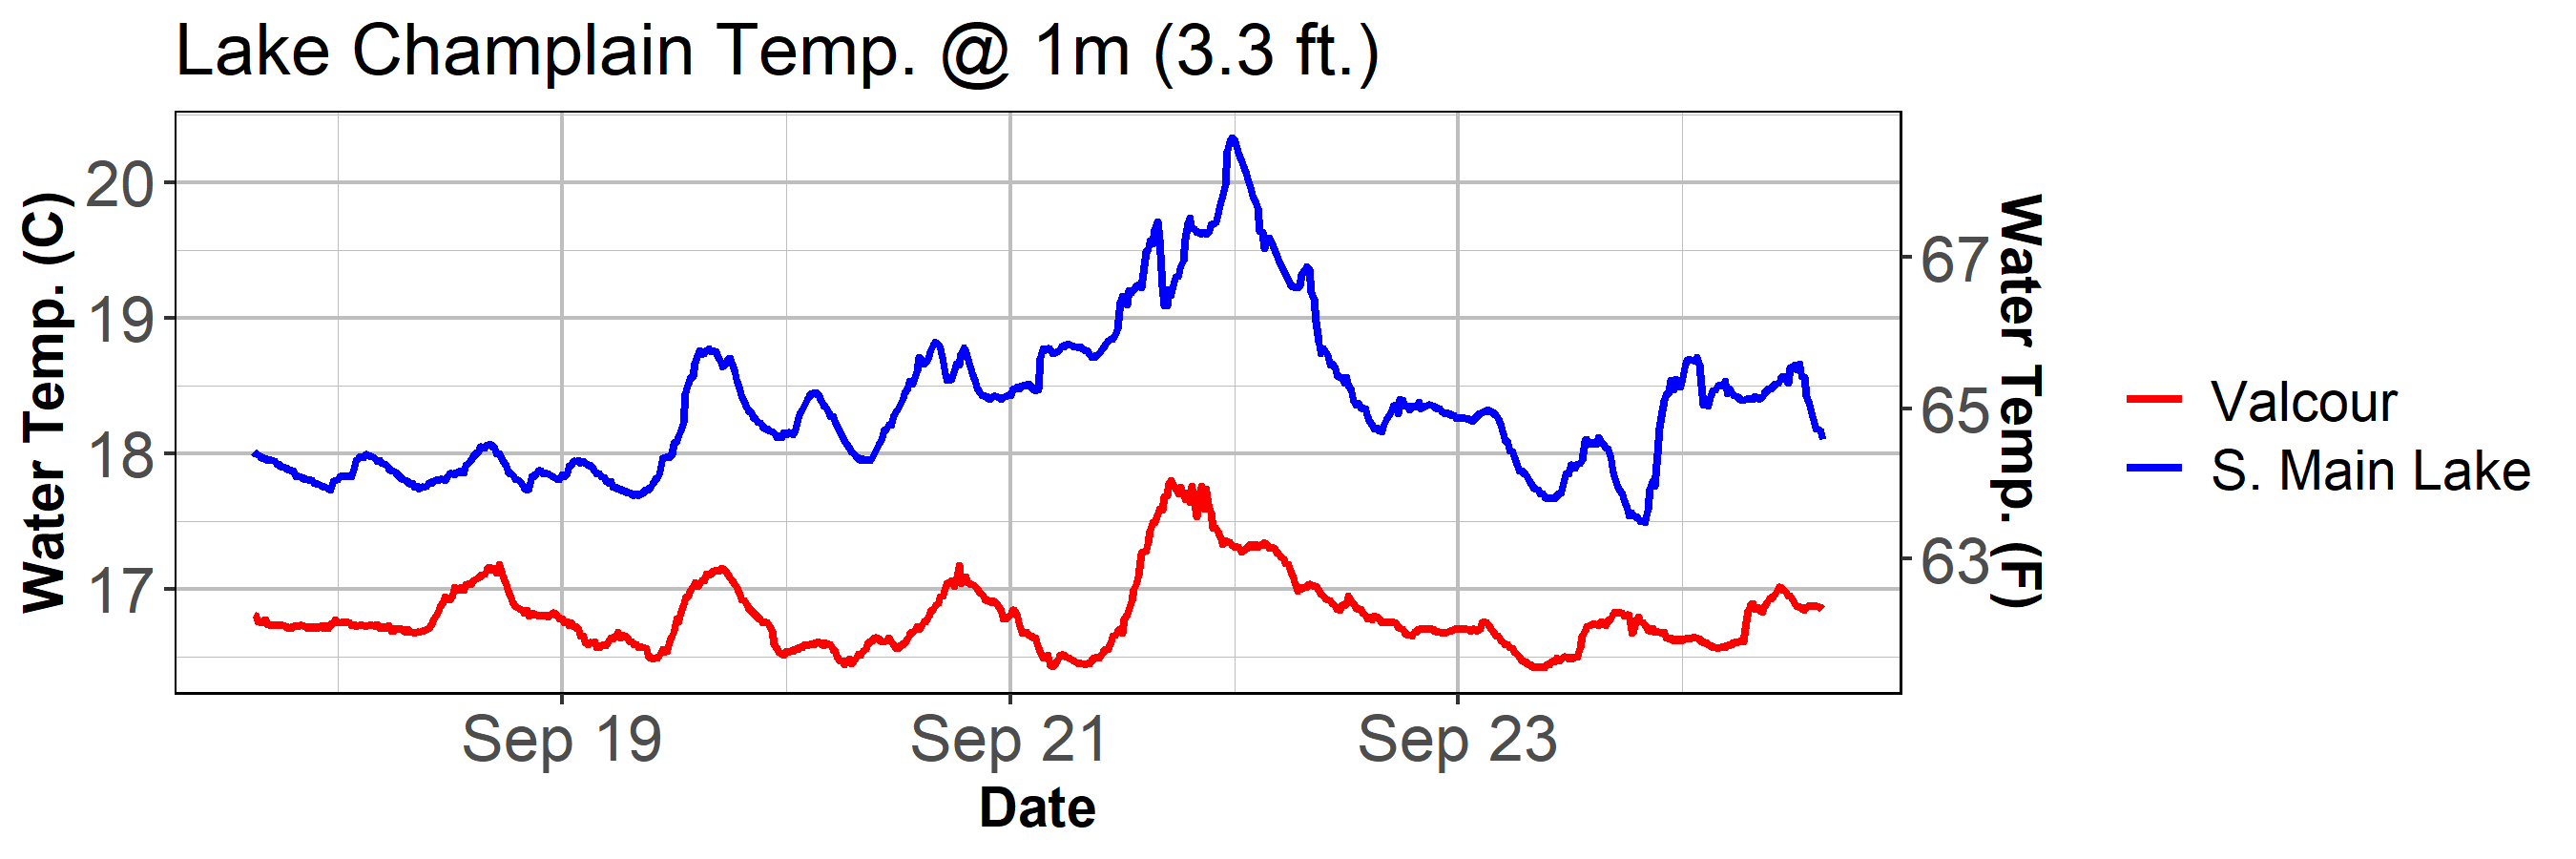 Lake Champlain Temp. @ 1m (3.3 ft.)
Water Temp. (C)
20
19
18
17
67
65
63
Water Temp. (F)
Sep 19
Sep 21
Sep 23
Date
Valcour
S. Main Lake